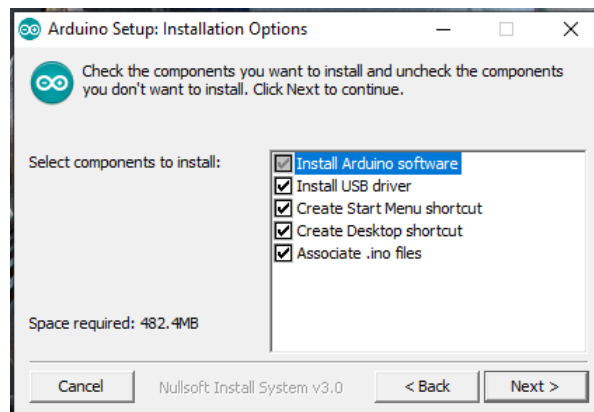 Arduino Setup: Installation Options
Check the components you want to install and uncheck the components
you don't want to install. Click Next to continue.
Select components to install:
Install Arduino software
Install USB driver
Create Start Menu shortcut
Create Desktop shortcut
Associate .ino files
Space required: 482.4MB
Cancel
Nullsoft Install System v3.0
< Back
Next >